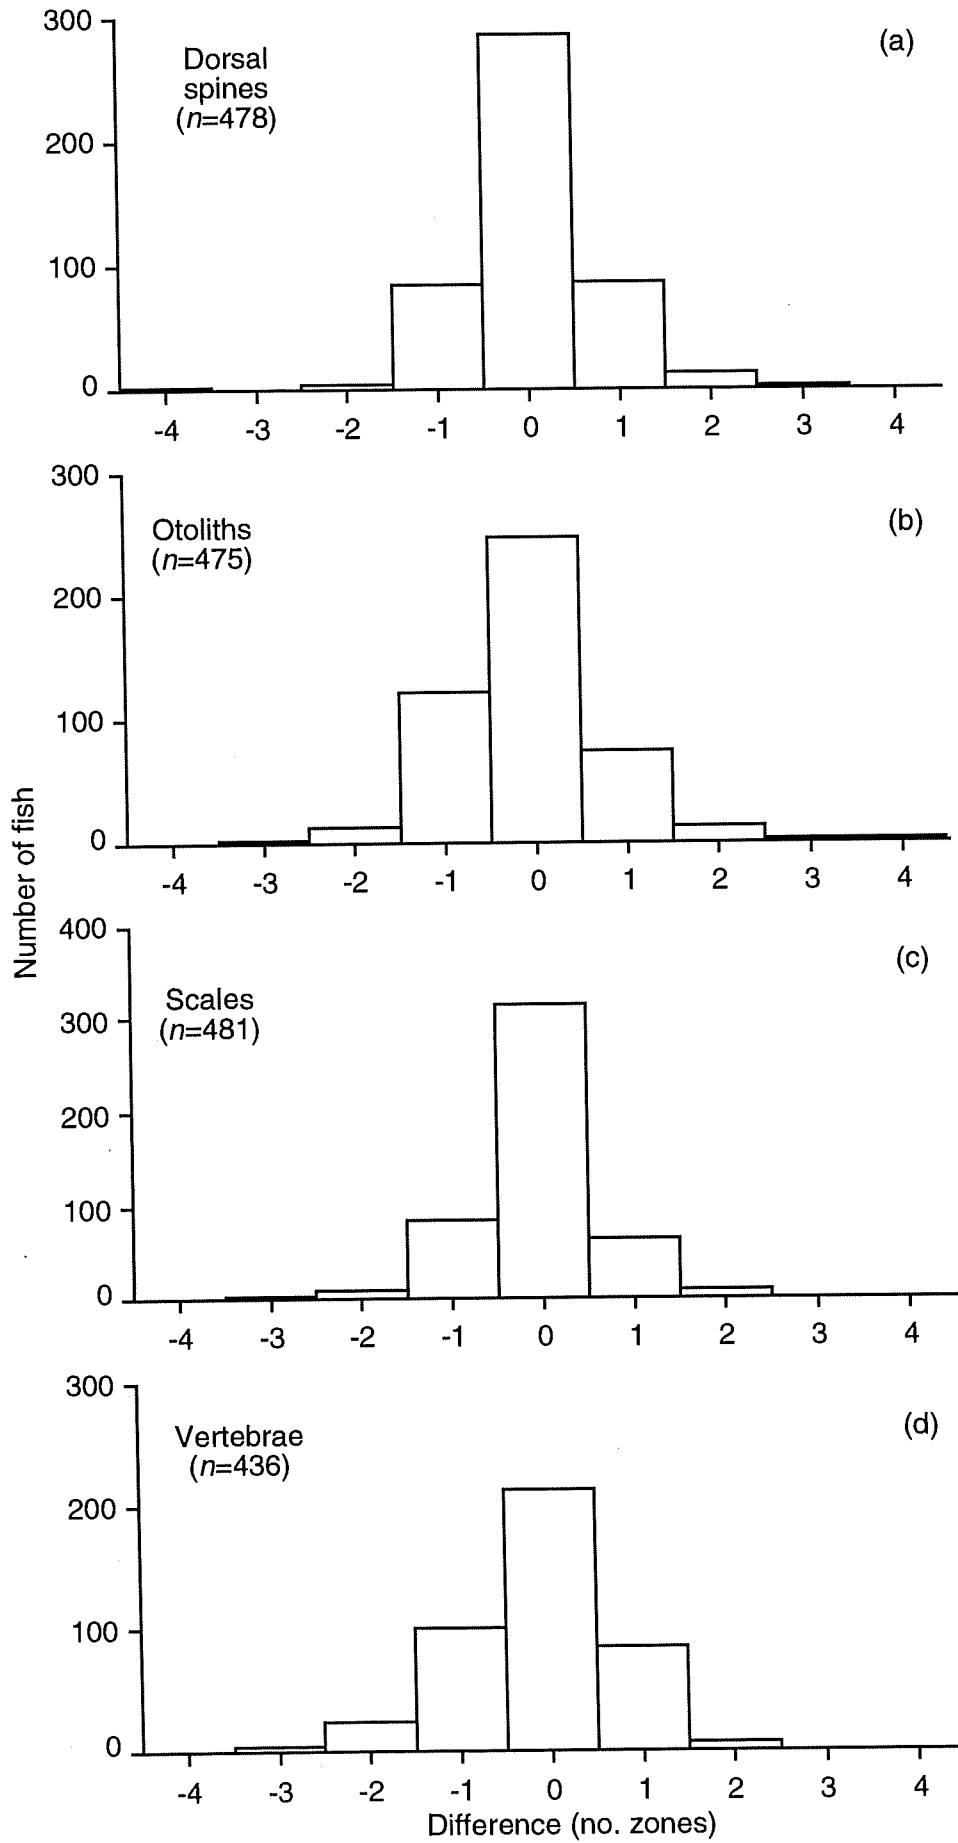 300
(a)
Dorsal
spines
(n=478)
200
100
0
-4 -3 -2 -1 0 1 2 3 4
300
(b)
Otoliths
(n=475)
200
100
0
-4 -3 -2 -1 0 1 2 3 4
Number of fish
400
(c)
Scales
(n=481)
300
200
100
0
-4 -3 -2 -1 0 1 2 3 4
300
(d)
Vertebrae
(n=436)
200
100
0
-4 -3 -2 -1 0 1 2 3 4
Difference (no. zones)